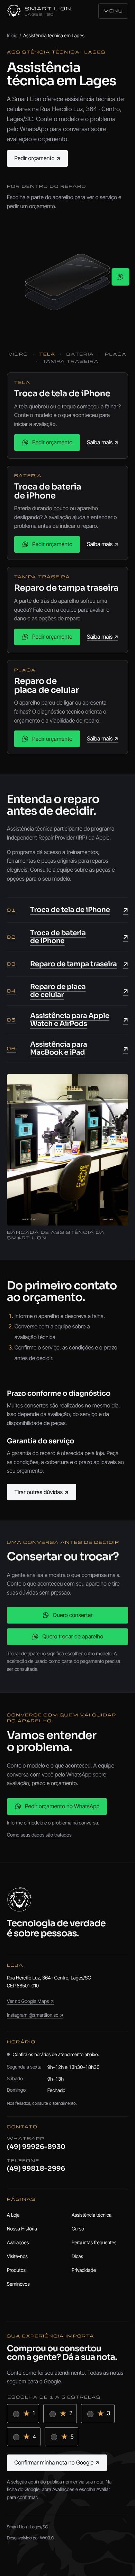 SMART LION
LAGES · SC
MENU
Início / Assistência técnica em Lages
ASSISTÊNCIA TÉCNICA · LAGES
Assistência
técnica em Lages
A Smart Lion oferece assistência técnica de
iPhone na Rua Hercílio Luz, 364 · Centro,
Lages/SC. Conte o modelo e o problema
pelo WhatsApp para conversar sobre
avaliação e orçamento.
Pedir orçamento ↗
POR DENTRO DO REPARO
Escolha a parte do aparelho para ver o serviço e
pedir um orçamento.
VIDRO TELA BATERIA PLACA
TAMPA TRASEIRA
TELA
Troca de tela de iPhone
A tela quebrou ou o toque começou a falhar?
Conte o modelo e o que aconteceu para
iniciar a avaliação.
Pedir orçamento Saiba mais ↗
BATERIA
Troca de bateria
de iPhone
Bateria durando pouco ou aparelho
desligando? A avaliação ajuda a entender o
problema antes de indicar o reparo.
Pedir orçamento Saiba mais ↗
TAMPA TRASEIRA
Reparo de tampa traseira
A parte de trás do aparelho trincou ou
quebrou? Fale com a loja para avaliar o
dano e as opções de reparo.
Pedir orçamento Saiba mais ↗
PLACA
Reparo de
placa de celular
O aparelho parou de ligar ou apresenta
falhas? O diagnóstico técnico orienta o
orçamento e a viabilidade do reparo.
Pedir orçamento Saiba mais ↗
Entenda o reparo
antes de decidir.
Assistência técnica participante do programa
Independent Repair Provider (IRP) da Apple.
O programa dá acesso a treinamentos,
ferramentas e peças originais para reparos
elegíveis. Consulte a equipe sobre as peças e
opções para o seu modelo.
01 Troca de tela de iPhone ↗
02 Troca de bateria
de iPhone ↗
03 Reparo de tampa traseira ↗
04 Reparo de placa
de celular ↗
05 Assistência para Apple
Watch e AirPods ↗
06 Assistência para
MacBook e iPad ↗
BANCADA DE ASSISTÊNCIA DA
SMART LION
Do primeiro contato
ao orçamento.
1. Informe o aparelho e descreva a falha.
2. Converse com a equipe sobre a
avaliação técnica.
3. Confirme o serviço, as condições e o prazo
antes de decidir.
Prazo conforme o diagnóstico
Muitos consertos são realizados no mesmo dia.
Isso depende da avaliação, do serviço e da
disponibilidade de peças.
Garantia do serviço
A garantia do reparo é oferecida pela loja. Peça
as condições, a cobertura e o prazo aplicáveis ao
seu orçamento.
Tirar outras dúvidas ↗
UMA CONVERSA ANTES DE DECIDIR
Consertar ou trocar?
A gente analisa e mostra o que compensa mais.
Conte o que aconteceu com seu aparelho e tire
suas dúvidas sem pressão.
Quero consertar
Quero trocar de aparelho
Trocar de aparelho significa escolher outro modelo. A
avaliação do usado como parte do pagamento precisa
ser consultada.
CONVERSE COM QUEM VAI CUIDAR
DO APARELHO
Vamos entender
o problema.
Conte o modelo e o que aconteceu. A equipe
conversa com você pelo WhatsApp sobre
avaliação, prazo e orçamento.
Pedir orçamento no WhatsApp
Informe o modelo e o problema na conversa.
Como seus dados são tratados
Tecnologia de verdade
é sobre pessoas.
LOJA
Rua Hercílio Luz, 364 · Centro, Lages/SC
CEP 88501-010
Ver no Google Maps ↗
Instagram @smartlion.sc ↗
HORÁRIO
Confira os horários de atendimento abaixo.
Segunda a sexta 9h–12h e 13h30–18h30
Sábado 9h–13h
Domingo Fechado
Nos feriados, consulte o atendimento.
CONTATO
WHATSAPP
(49) 99926-8930
TELEFONE
(49) 99818-2996
PÁGINAS
A Loja Assistência técnica
Nossa História Curso
Avaliações Perguntas frequentes
Visite-nos Dicas
Produtos Privacidade
Seminovos
SUA EXPERIÊNCIA IMPORTA
Comprou ou consertou
com a gente? Dá a sua nota.
Conte como foi seu atendimento. Todas as notas
seguem para o Google.
ESCOLHA DE 1 A 5 ESTRELAS
★ 1 ★ 2 ★ 3
★ 4 ★ 5
Confirmar minha nota no Google ↗
A seleção aqui não publica nem envia sua nota. Na
ficha do Google, abra Avaliações e escolha Avaliar
para confirmar.
Smart Lion · Lages/SC